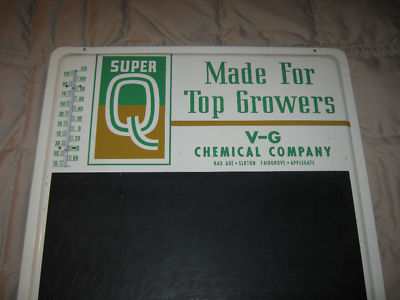 SUPER
Q
Made For
Top Growers
V-G
CHEMICAL COMPANY
BAD AXE • ELKTON FAIRGROVE • APPLEGATE